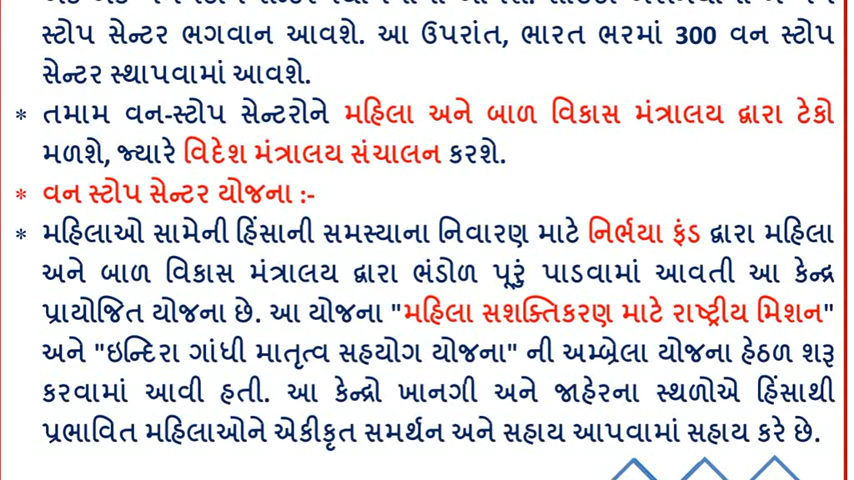 સ્ટોપ સેન્ટર ભગવાન આવશે. આ ઉપરાંત, ભારત ભરમાં 300 વન સ્ટોપ
સેન્ટર સ્થાપવામાં આવશે.
* તમામ વન-સ્ટોપ સેન્ટરોને મહિલા અને બાળ વિકાસ મંત્રાલય દ્વારા ટેકો
મળશે, જ્યારે વિદેશ મંત્રાલય સંચાલન કરશે.
* વન સ્ટોપ સેન્ટર યોજના :-
* મહિલાઓ સામેની હિંસાની સમસ્યાના નિવારણ માટે નિર્ભયા ફંડ દ્વારા મહિલા
અને બાળ વિકાસ મંત્રાલય દ્વારા ભંડોળ પૂરું પાડવામાં આવતી આ કેન્દ્ર
પ્રાયોજિત યોજના છે. આ યોજના "મહિલા સશક્તિકરણ માટે રાષ્ટ્રીય મિશન"
અને "ઇન્દિરા ગાંધી માતૃત્વ સહયોગ યોજના" ની અમ્બ્રેલા યોજના હેઠળ શરૂ
કરવામાં આવી હતી. આ કેન્દ્રો ખાનગી અને જાહેરના સ્થળોએ હિંસાથી
પ્રભાવિત મહિલાઓને એકીકૃત સમર્થન અને સહાય આપવામાં સહાય કરે છે.